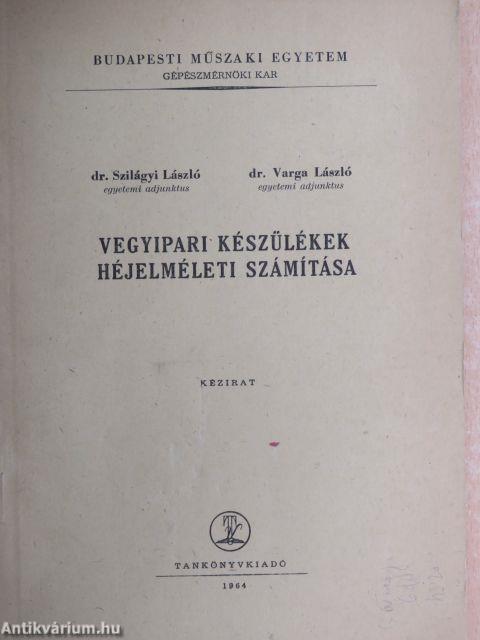 BUDAPESTI MŰSZAKI EGYETEM
GÉPÉSZMÉRNÖKI KAR
dr. Szilágyi László
egyetemi adjunktus
dr. Varga László
egyetemi adjunktus
VEGYIPARI KÉSZÜLÉKEK
HÉJELMÉLETI SZÁMÍTÁSA
KÉZIRAT
TANKÖNYVKIADÓ
1964
Antikvárium.hu